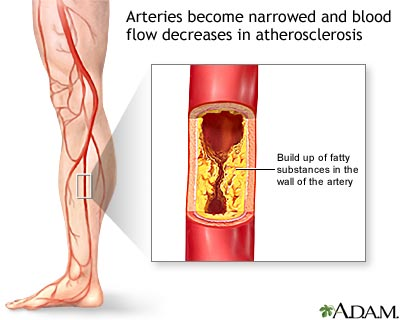 Arteries become narrowed and blood
flow decreases in atherosclerosis
Build up of fatty
substances in the
wall of the artery
ADAM.